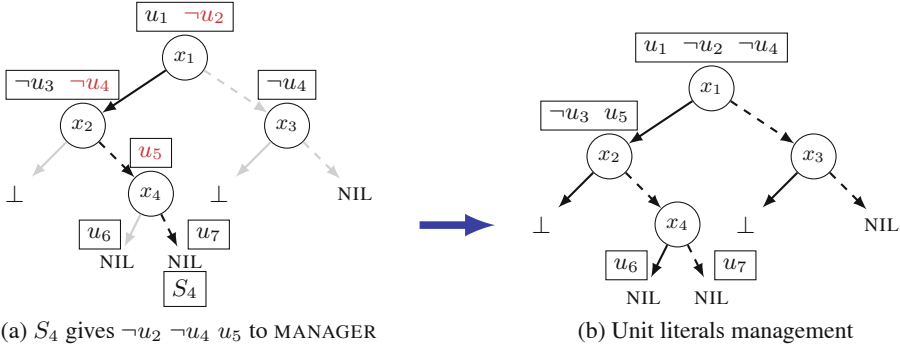 u₁ ¬u₂
x₁
¬u₃ ¬u₄
¬u₄
x₂
x₃
u₅
⊥
x₄
⊥
NIL
u₆
u₇
NIL
NIL
S₄
(a) S₄ gives ¬u₂ ¬u₄ u₅ to MANAGER
u₁ ¬u₂ ¬u₄
x₁
¬u₃ u₅
x₂
x₃
⊥
x₄
⊥
NIL
u₆
u₇
NIL
NIL
(b) Unit literals management